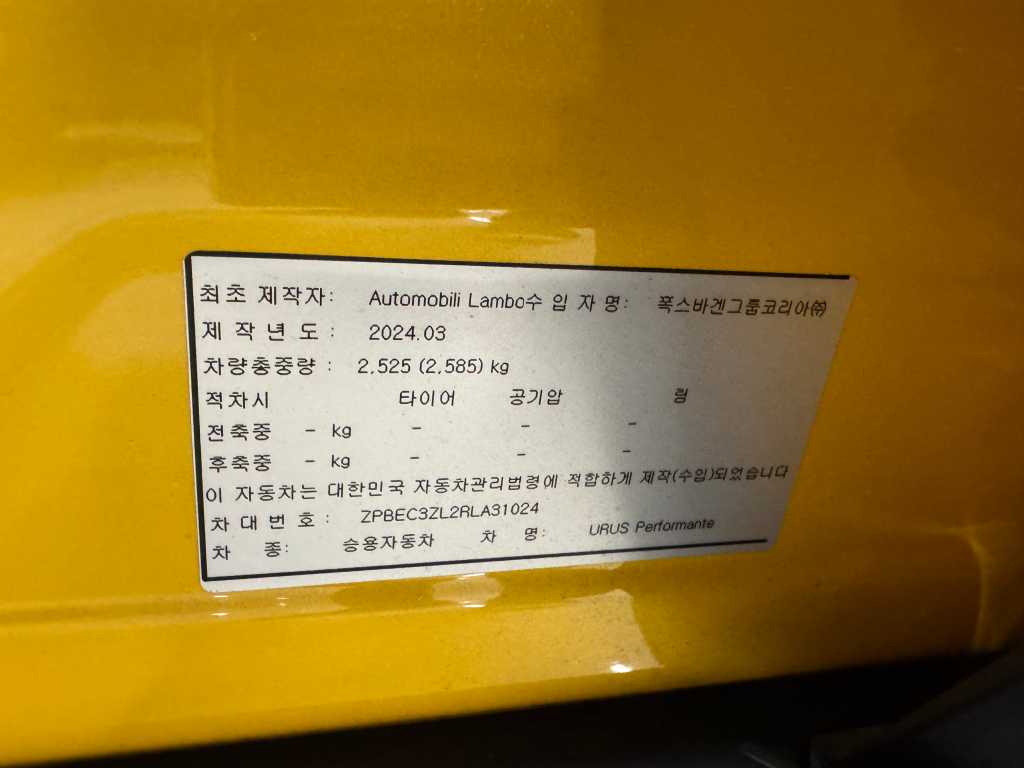 최초 제작자: Automobili Lambo수 입 자 명: 폭스바겐그룹코리아㈜
제 작 년 도 : 2024.03
차량총중량 : 2.525 (2.585) kg
적차시 타이어 공기압 림
전축중 - kg - - -
후축중 - kg - - -
이 자동차는 대한민국 자동차관리법령에 적합하게 제작(수입)되었습니다
차 대 번 호 : ZPBEC3ZL2RLA31024
차 종: 승용자동차 차 명: URUS Performante